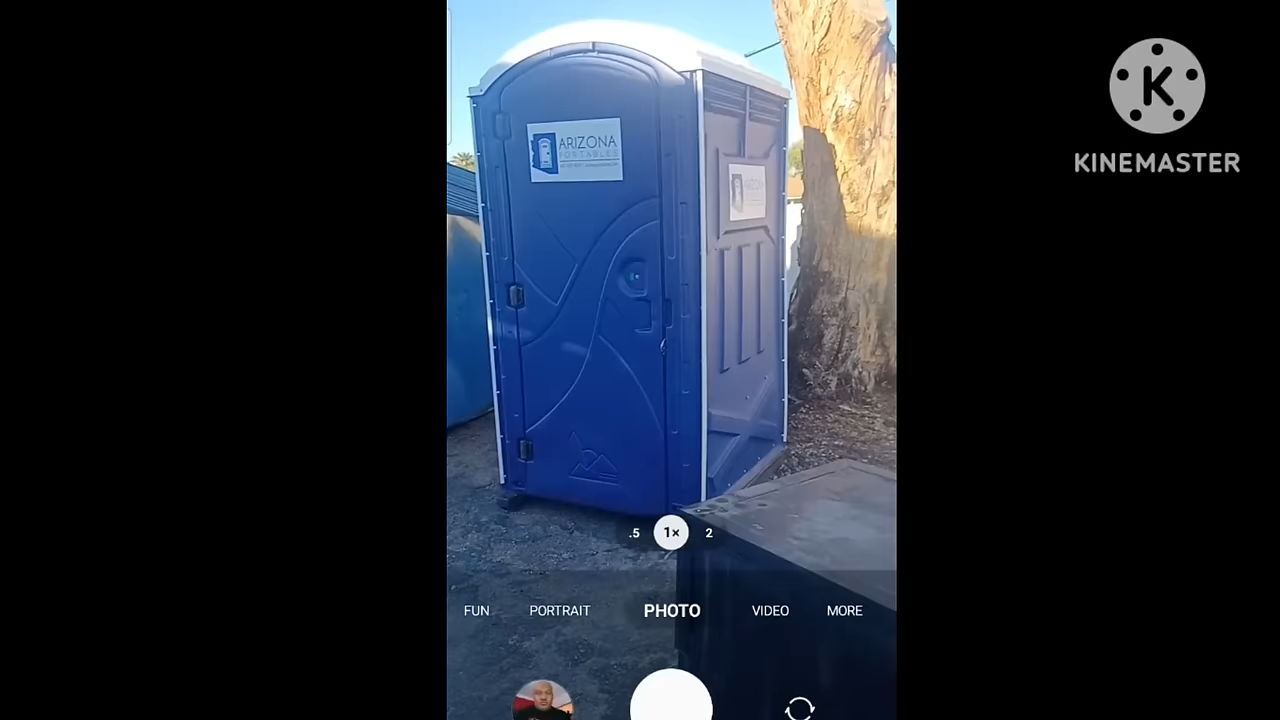 K
KINEMASTER
ARIZONA
PORTABLES
.5
1×
2
FUN
PORTRAIT
PHOTO
VIDEO
MORE